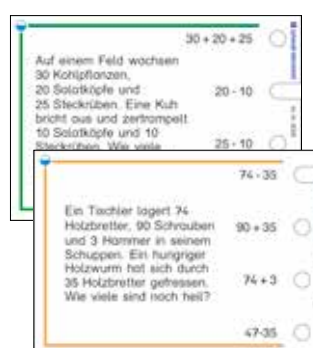 30 + 20 + 25
Auf einem Feld wachsen
30 Kohlpflanzen,
20 Salatköpfe und
25 Steckrüben. Eine Kuh
bricht aus und zertrampelt
10 Salatköpfe und 10
Steckrüben. Wie viele
20 - 10
25 - 10
74 - 35
Ein Tischler lagert 74
Holzbretter, 90 Schrauben
und 3 Hammer in seinem
Schuppen. Ein hungriger
Holzwurm hat sich durch
35 Holzbretter gefressen.
Wie viele sind noch heil?
90 + 35
74 + 3
47-35